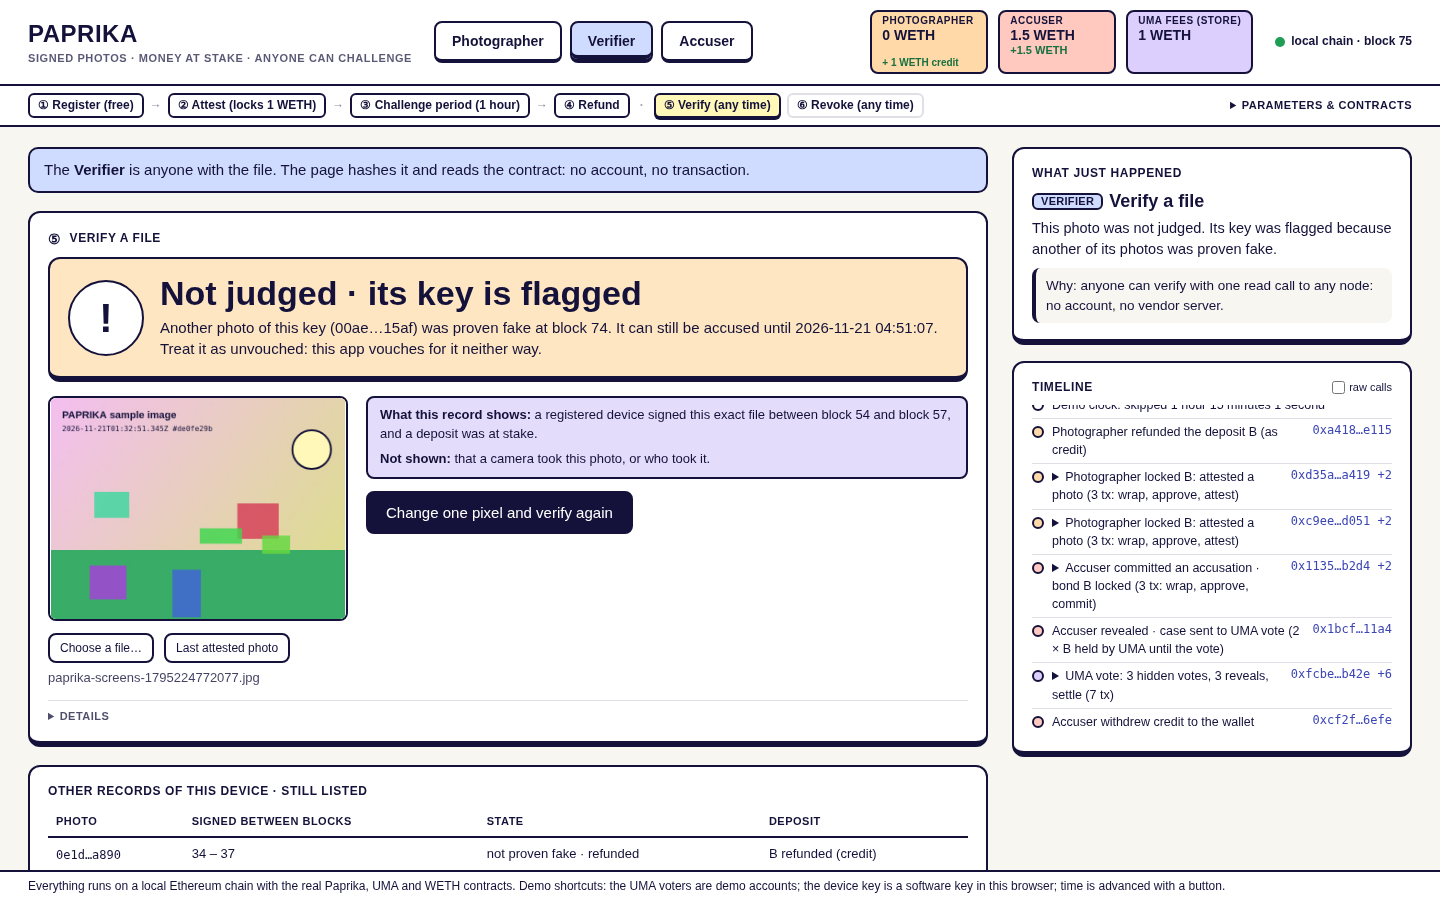 PAPRIKA
SIGNED PHOTOS · MONEY AT STAKE · ANYONE CAN CHALLENGE
Photographer
Verifier
Accuser
PHOTOGRAPHER
0 WETH
+ 1 WETH credit
ACCUSER
1.5 WETH
+1.5 WETH
UMA FEES (STORE)
1 WETH
local chain · block 75
① Register (free) → ② Attest (locks 1 WETH) → ③ Challenge period (1 hour) → ④ Refund · ⑤ Verify (any time) ⑥ Revoke (any time)
▶ PARAMETERS & CONTRACTS
The Verifier is anyone with the file. The page hashes it and reads the contract: no account, no transaction.
⑤ VERIFY A FILE
!
Not judged · its key is flagged
Another photo of this key (00ae…15af) was proven fake at block 74. It can still be accused until 2026-11-21 04:51:07.
Treat it as unvouched: this app vouches for it neither way.
PAPRIKA sample image
2026-11-21T01:32:51.345Z #de0fe29b
What this record shows: a registered device signed this exact file between block 54 and block 57,
and a deposit was at stake.
Not shown: that a camera took this photo, or who took it.
Change one pixel and verify again
Choose a file…
Last attested photo
paprika-screens-1795224772077.jpg
▶ DETAILS
OTHER RECORDS OF THIS DEVICE · STILL LISTED
PHOTO SIGNED BETWEEN BLOCKS STATE DEPOSIT
0e1d…a890 34 – 37 not proven fake · refunded B refunded (credit)
WHAT JUST HAPPENED
VERIFIER Verify a file
This photo was not judged. Its key was flagged because
another of its photos was proven fake.
Why: anyone can verify with one read call to any node:
no account, no vendor server.
TIMELINE
raw calls
Demo clock: skipped 1 hour 15 minutes 1 second
Photographer refunded the deposit B (as 0xa418…e115
credit)
▶ Photographer locked B: attested a 0xd35a…a419 +2
photo (3 tx: wrap, approve, attest)
▶ Photographer locked B: attested a 0xc9ee…d051 +2
photo (3 tx: wrap, approve, attest)
▶ Accuser committed an accusation · 0x1135…b2d4 +2
bond B locked (3 tx: wrap, approve,
commit)
Accuser revealed · case sent to UMA vote (2 0x1bcf…11a4
× B held by UMA until the vote)
▶ UMA vote: 3 hidden votes, 3 reveals, 0xfcbe…b42e +6
settle (7 tx)
Accuser withdrew credit to the wallet 0xcf2f…6efe
Everything runs on a local Ethereum chain with the real Paprika, UMA and WETH contracts. Demo shortcuts: the UMA voters are demo accounts; the device key is a software key in this browser; time is advanced with a button.